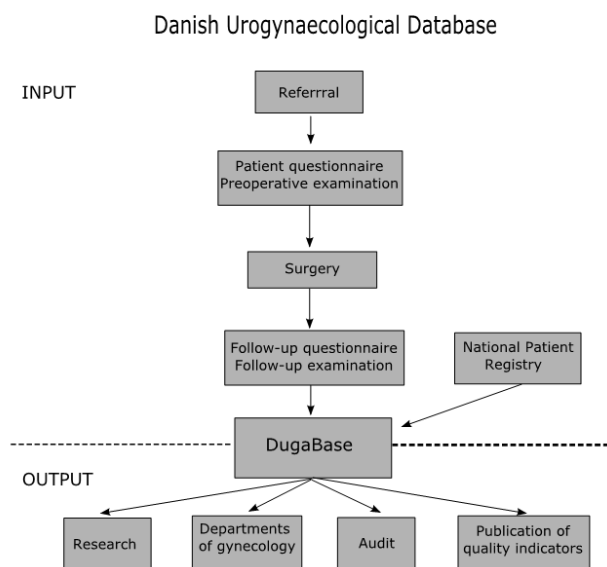 Danish Urogynaecological Database
INPUT
Referrral
Patient questionnaire
Preoperative examination
Surgery
Follow-up questionnaire
Follow-up examination
National Patient
Registry
DugaBase
OUTPUT
Research
Departments
of gynecology
Audit
Publication of
quality indicators